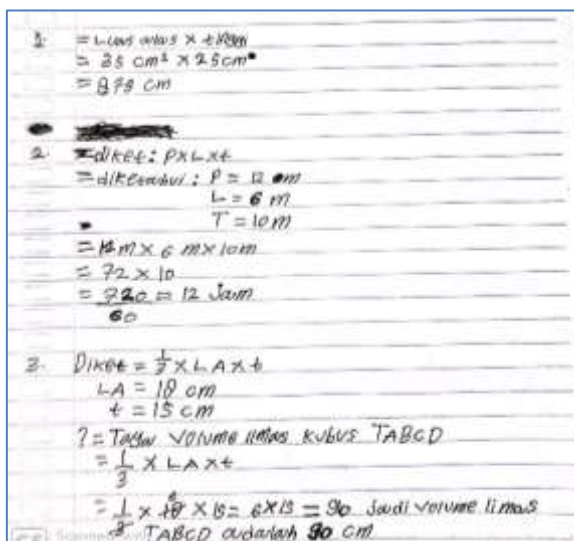 1. = Luas alas x tinggi
= 35 cm² x 25 cm
= 875 cm
2. = diket: P x L x t
= diketahui: P = 12 m
L = 6 m
T = 10 m
= 12 m x 6 m x 10 m
= 72 x 10
= 720 = 12 Jam
60
3. Diket = 1/3 x LA x t
LA = 18 cm
t = 15 cm
? = volume limas kubus TABCD
= 1/3 x LA x t
= 1/3 x 18 6 x 15 = 6 x 15 = 90 Jadi volume limas
TABCD adalah 90 cm